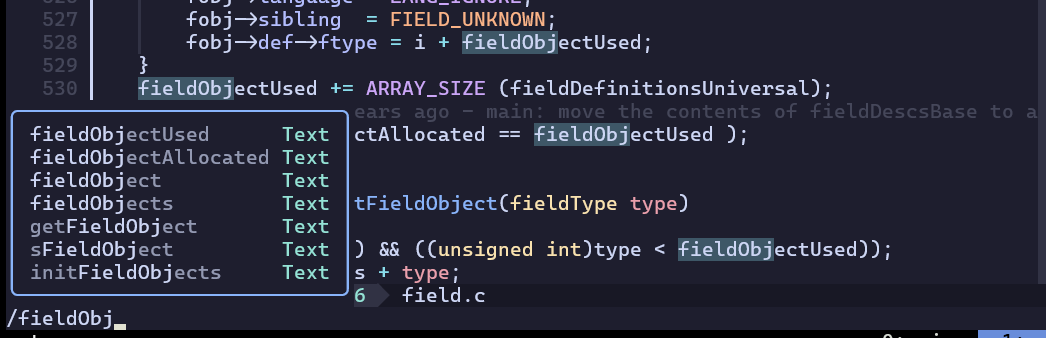 fobj->language = LANG_IGNORE;
527 fobj->sibling = FIELD_UNKNOWN;
528 fobj->def->ftype = i + fieldObjectUsed;
529 }
530 fieldObjectUsed += ARRAY_SIZE (fieldDefinitionsUniversal);
ears ago - main: move the contents of fieldDescsBase to a
fieldObjectUsed Text ctAllocated == fieldObjectUsed );
fieldObjectAllocated Text
fieldObject Text
fieldObjects Text tFieldObject(fieldType type)
getFieldObject Text
sFieldObject Text ) && ((unsigned int)type < fieldObjectUsed));
initFieldObjects Text s + type;
6 field.c
/fieldObj